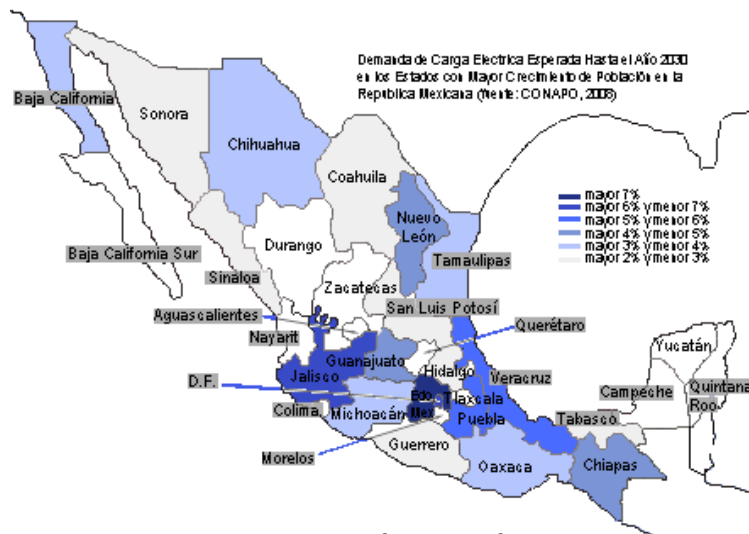 Demanda de Carga Electrica Esperada Hasta el Año 2030
en los Estados con Mayor Crecimiento de Población en la
Republica Mexicana (fuente: CONAPO, 2008)
Baja California
Sonora
Chihuahua
Coahuila
mayor 7%
mayor 6% y menor 7%
mayor 5% y menor 6%
mayor 4% y menor 5%
mayor 3% y menor 4%
mayor 2% y menor 3%
Nuevo
León
Durango
Baja California Sur
Tamaulipas
Sinaloa
Zacatecas
San Luis Potosí
Aguascalientes
Querétaro
Nayarit
Yucatán
Guanajuato
Hidalgo
Jalisco
D.F.
Veracruz
Campeche
Quintana
Roo
Edo
Mex
Tlaxcala
Colima
Michoacán
Puebla
Tabasco
Guerrero
Morelos
Oaxaca
Chiapas